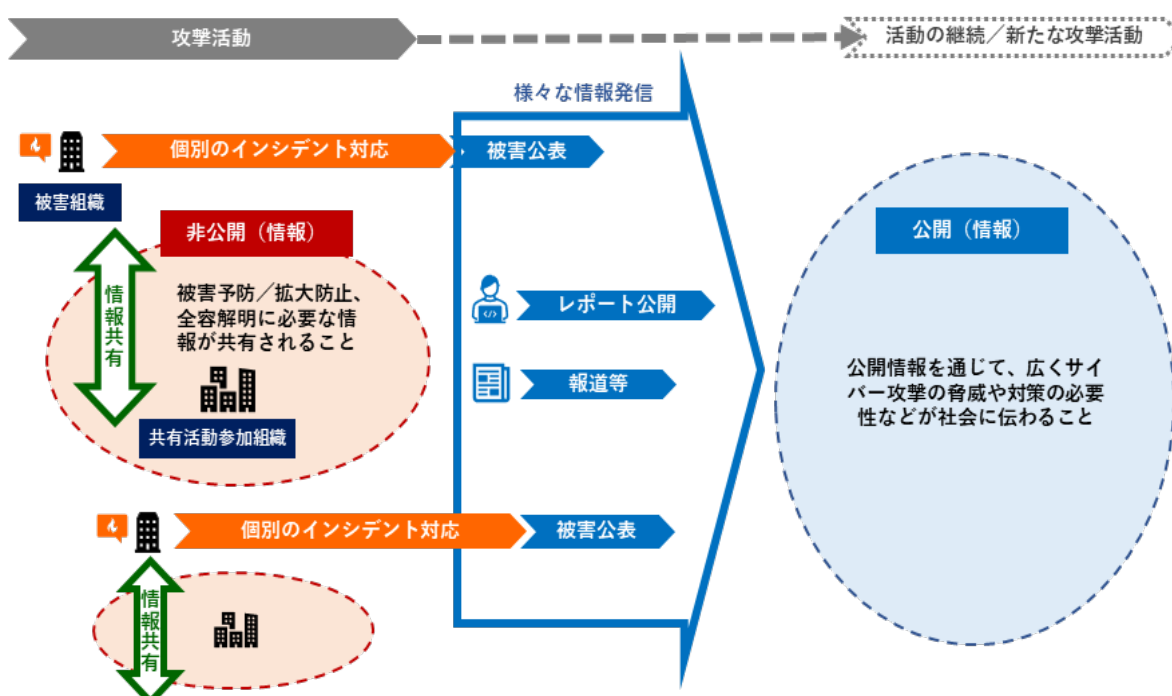 攻撃活動
活動の継続／新たな攻撃活動
様々な情報発信
個別のインシデント対応
被害公表
被害組織
非公開（情報）
公開（情報）
情報共有
被害予防／拡大防止、
全容解明に必要な情
報が共有されること
レポート公開
報道等
公開情報を通じて、広くサイ
バー攻撃の脅威や対策の必要
性などが社会に伝わること
共有活動参加組織
個別のインシデント対応
被害公表
情報共有